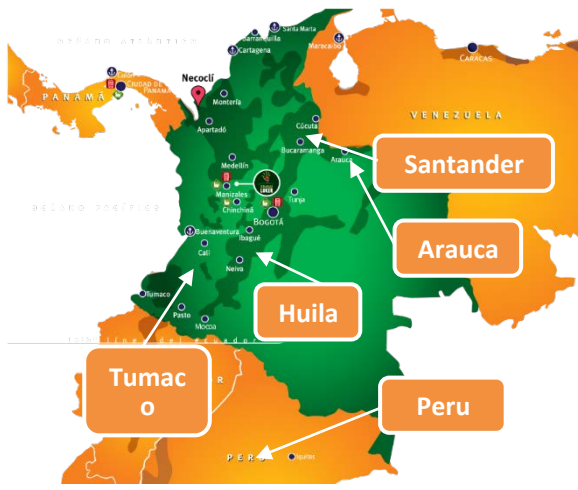 Santa Marta
Barranquilla
Cartagena
Maracaibo
CARACAS
OCÉANO ATLÁNTICO
Colón
CIUDAD DE
PANAMÁ
PANAMÁ
Necoclí
Montería
VENEZUELA
Apartadó
Cúcuta
Bucaramanga
Arauca
Santander
Medellín
Manizales
Chinchiná
Tunja
OCÉANO PACÍFICO
BOGOTÁ
Buenaventura
Ibagué
Arauca
Cali
Neiva
Huila
Tumaco
Pasto
Mocoa
Tumac
o
R
Peru
PERÚ
Iquitos